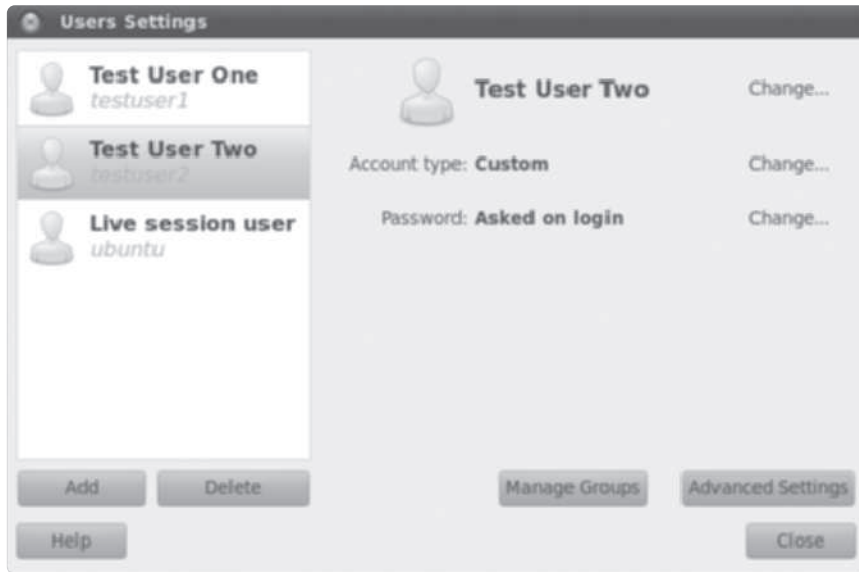 Users Settings
Test User One
testuser1
Test User Two
testuser2
Live session user
ubuntu
Test User Two Change...
Account type: Custom Change...
Password: Asked on login Change...
Add Delete Manage Groups Advanced Settings
Help Close